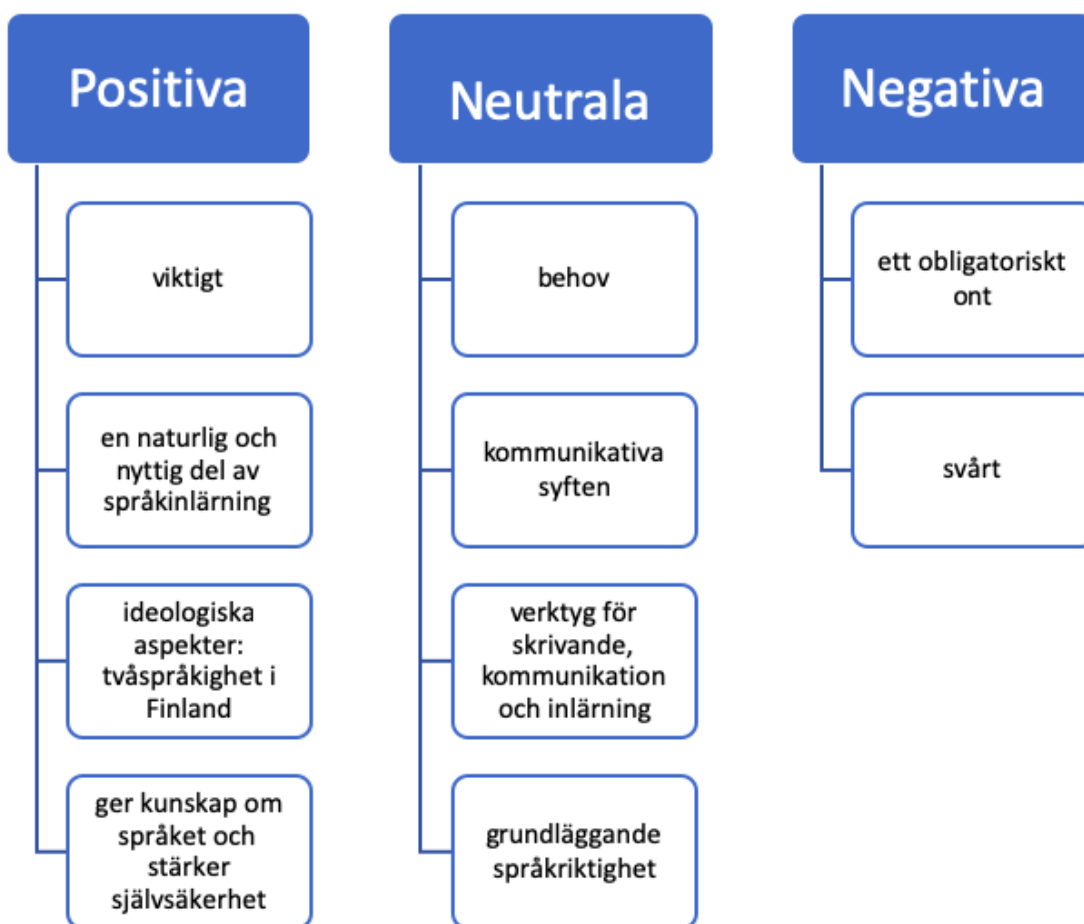 Positiva
viktigt
en naturlig och
nyttig del av
språkinlärning
ideologiska
aspekter:
tvåspråkighet i
Finland
ger kunskap om
språket och
stärker
självsäkerhet
Neutrala
behov
kommunikativa
syften
verktyg för
skrivande,
kommunikation
och inlärning
grundläggande
språkriktighet
Negativa
ett obligatoriskt
ont
svårt